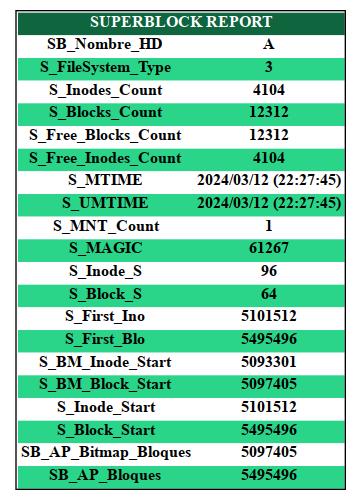 SUPERBLOCK REPORT
SB_Nombre_HD A
S_FileSystem_Type 3
S_Inodes_Count 4104
S_Blocks_Count 12312
S_Free_Blocks_Count 12312
S_Free_Inodes_Count 4104
S_MTIME 2024/03/12 (22:27:45)
S_UMTIME 2024/03/12 (22:27:45)
S_MNT_Count 1
S_MAGIC 61267
S_Inode_S 96
S_Block_S 64
S_First_Ino 5101512
S_First_Blo 5495496
S_BM_Inode_Start 5093301
S_BM_Block_Start 5097405
S_Inode_Start 5101512
S_Block_Start 5495496
SB_AP_Bitmap_Bloques 5097405
SB_AP_Bloques 5495496